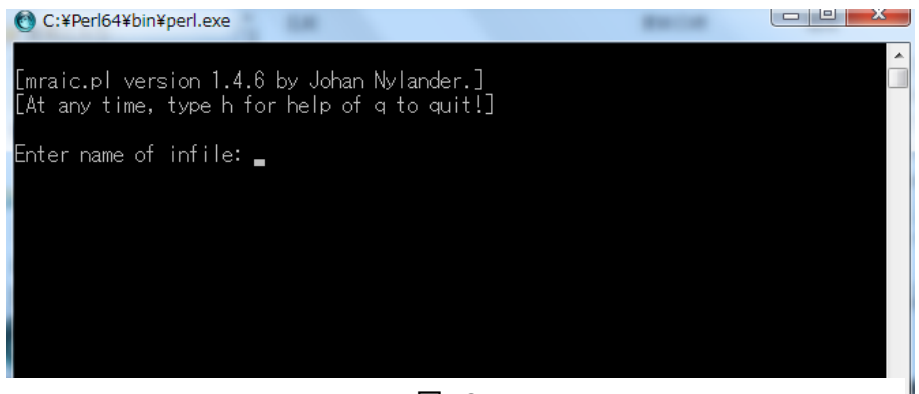 C:¥Perl64¥bin¥perl.exe
[mraic.pl version 1.4.6 by Johan Nylander.]
[At any time, type h for help of q to quit!]
Enter name of infile: